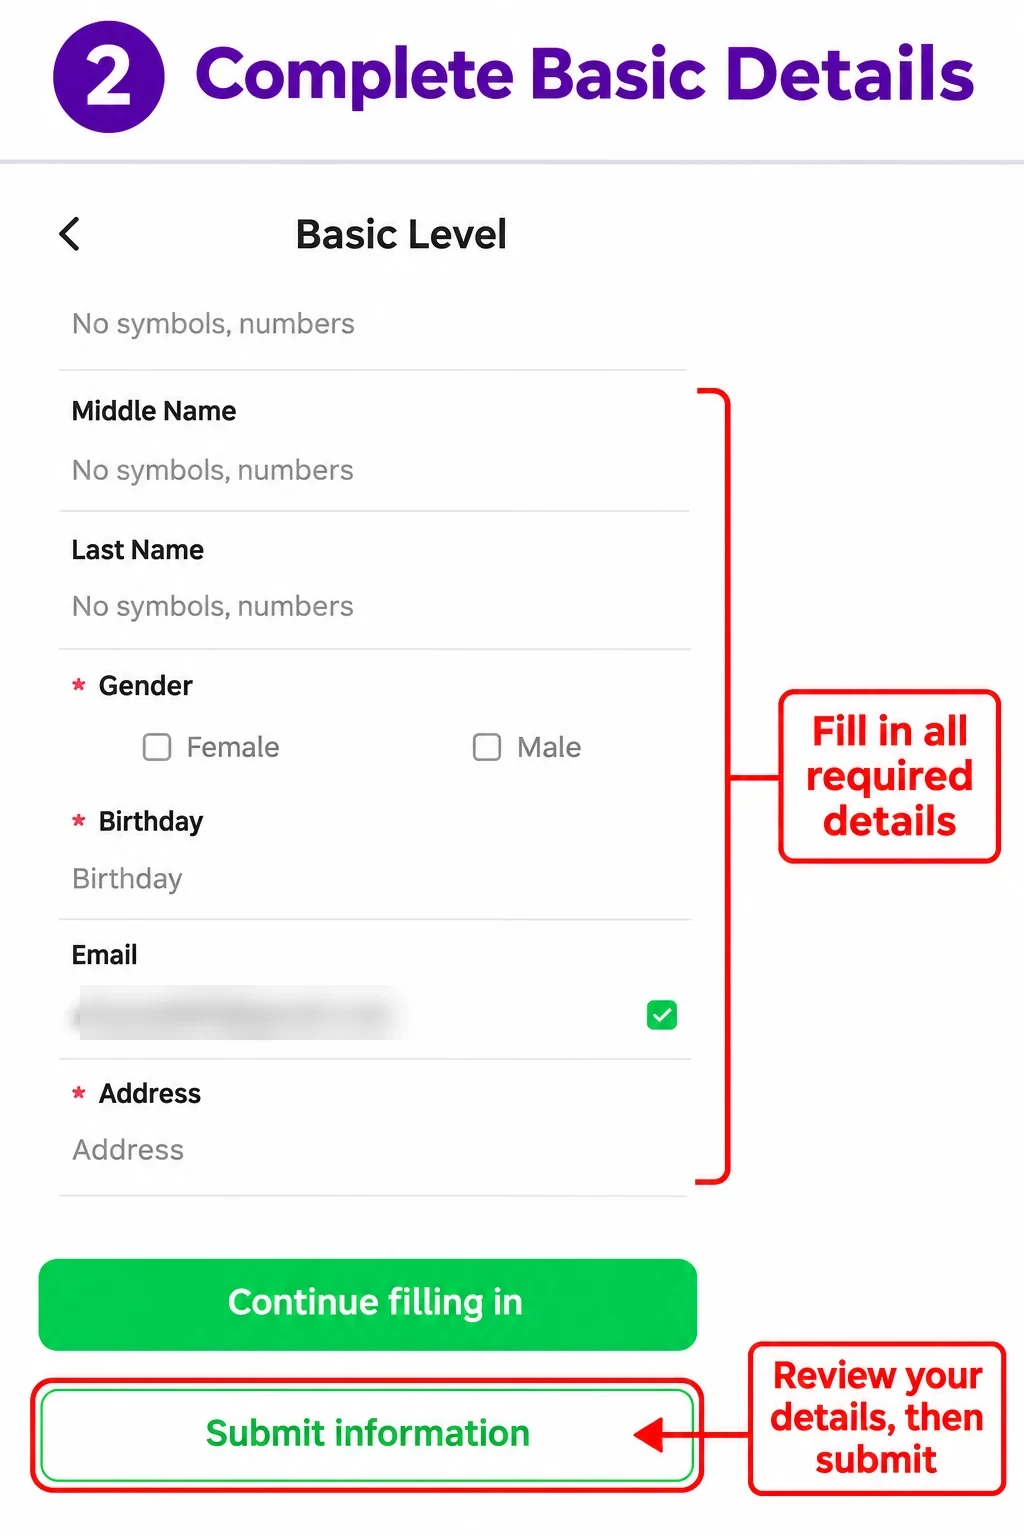 2 Complete Basic Details
Basic Level
No symbols, numbers
Middle Name
No symbols, numbers
Last Name
No symbols, numbers
* Gender
Female Male
* Birthday
Birthday
Email
* Address
Address
Fill in all
required
details
Continue filling in
Submit information
Review your
details, then
submit